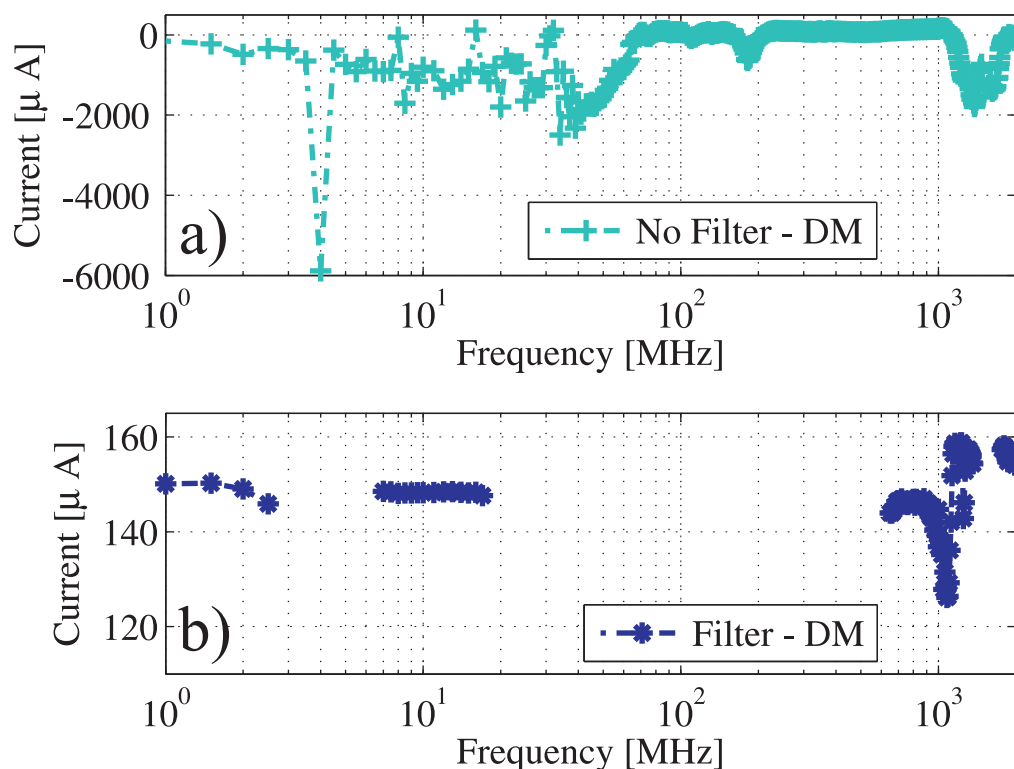 0
-2000
-4000
-6000
Current [μ A]
a)
No Filter - DM
10^0
10^1
10^2
10^3
Frequency [MHz]
160
140
120
Current [μ A]
b)
Filter - DM
10^0
10^1
10^2
10^3
Frequency [MHz]